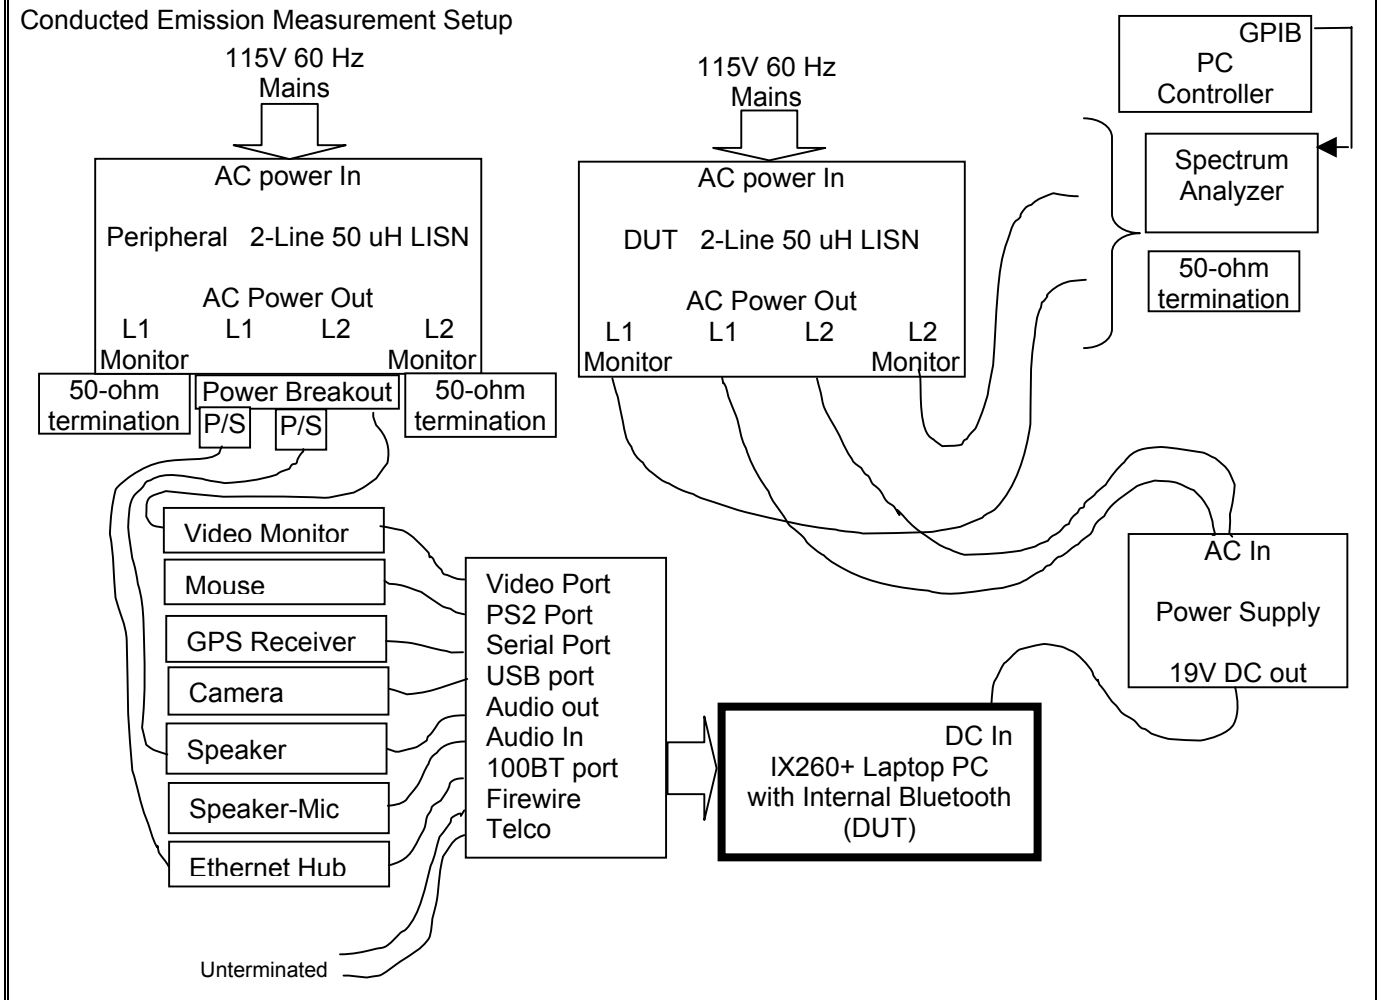 Conducted Emission Measurement Setup
115V 60 Hz
Mains
AC power In
Peripheral 2-Line 50 uH LISN
AC Power Out
L1 L1 L2 L2
Monitor Monitor
50-ohm
termination
Power Breakout
50-ohm
termination
P/S P/S
115V 60 Hz
Mains
AC power In
DUT 2-Line 50 uH LISN
AC Power Out
L1 L1 L2 L2
Monitor Monitor
GPIB
PC
Controller
Spectrum
Analyzer
50-ohm
termination
AC In
Power Supply
19V DC out
Video Monitor
Mouse
GPS Receiver
Camera
Speaker
Speaker-Mic
Ethernet Hub
Unterminated
Video Port
PS2 Port
Serial Port
USB port
Audio out
Audio In
100BT port
Firewire
Telco
DC In
IX260+ Laptop PC
with Internal Bluetooth
(DUT)